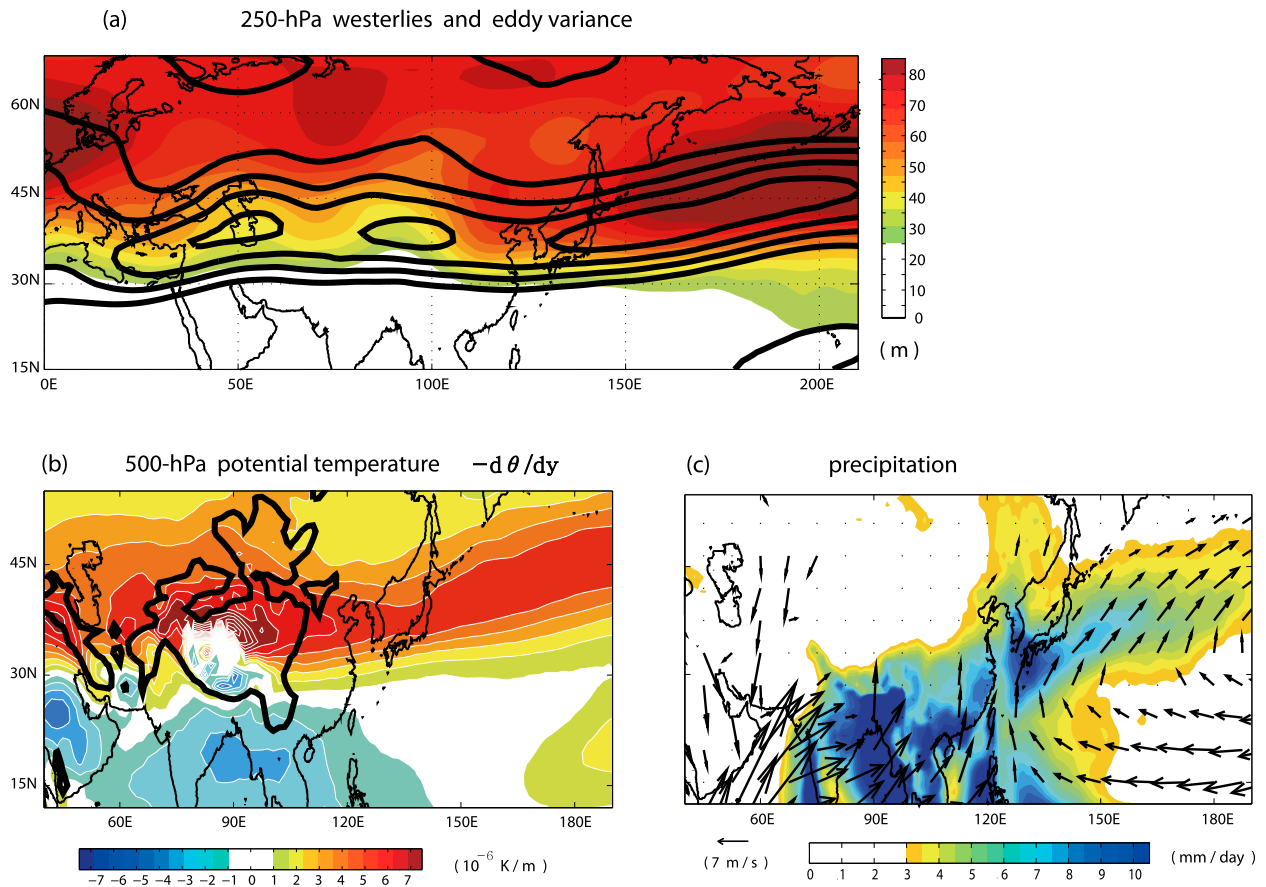 (a) 250-hPa westerlies and eddy variance
60N
45N
30N
15N
0E 50E 100E 150E 200E
80
70
60
50
40
30
20
10
0
( m )
(b) 500-hPa potential temperature −d θ/dy
45N
30N
15N
60E 90E 120E 150E 180E
−7 −6 −5 −4 −3 −2 −1 0 1 2 3 4 5 6 7
( 10⁻⁶ K / m )
(c) precipitation
60E 90E 120E 150E 180E
( 7 m / s )
0 1 2 3 4 5 6 7 8 9 10
( mm / day )